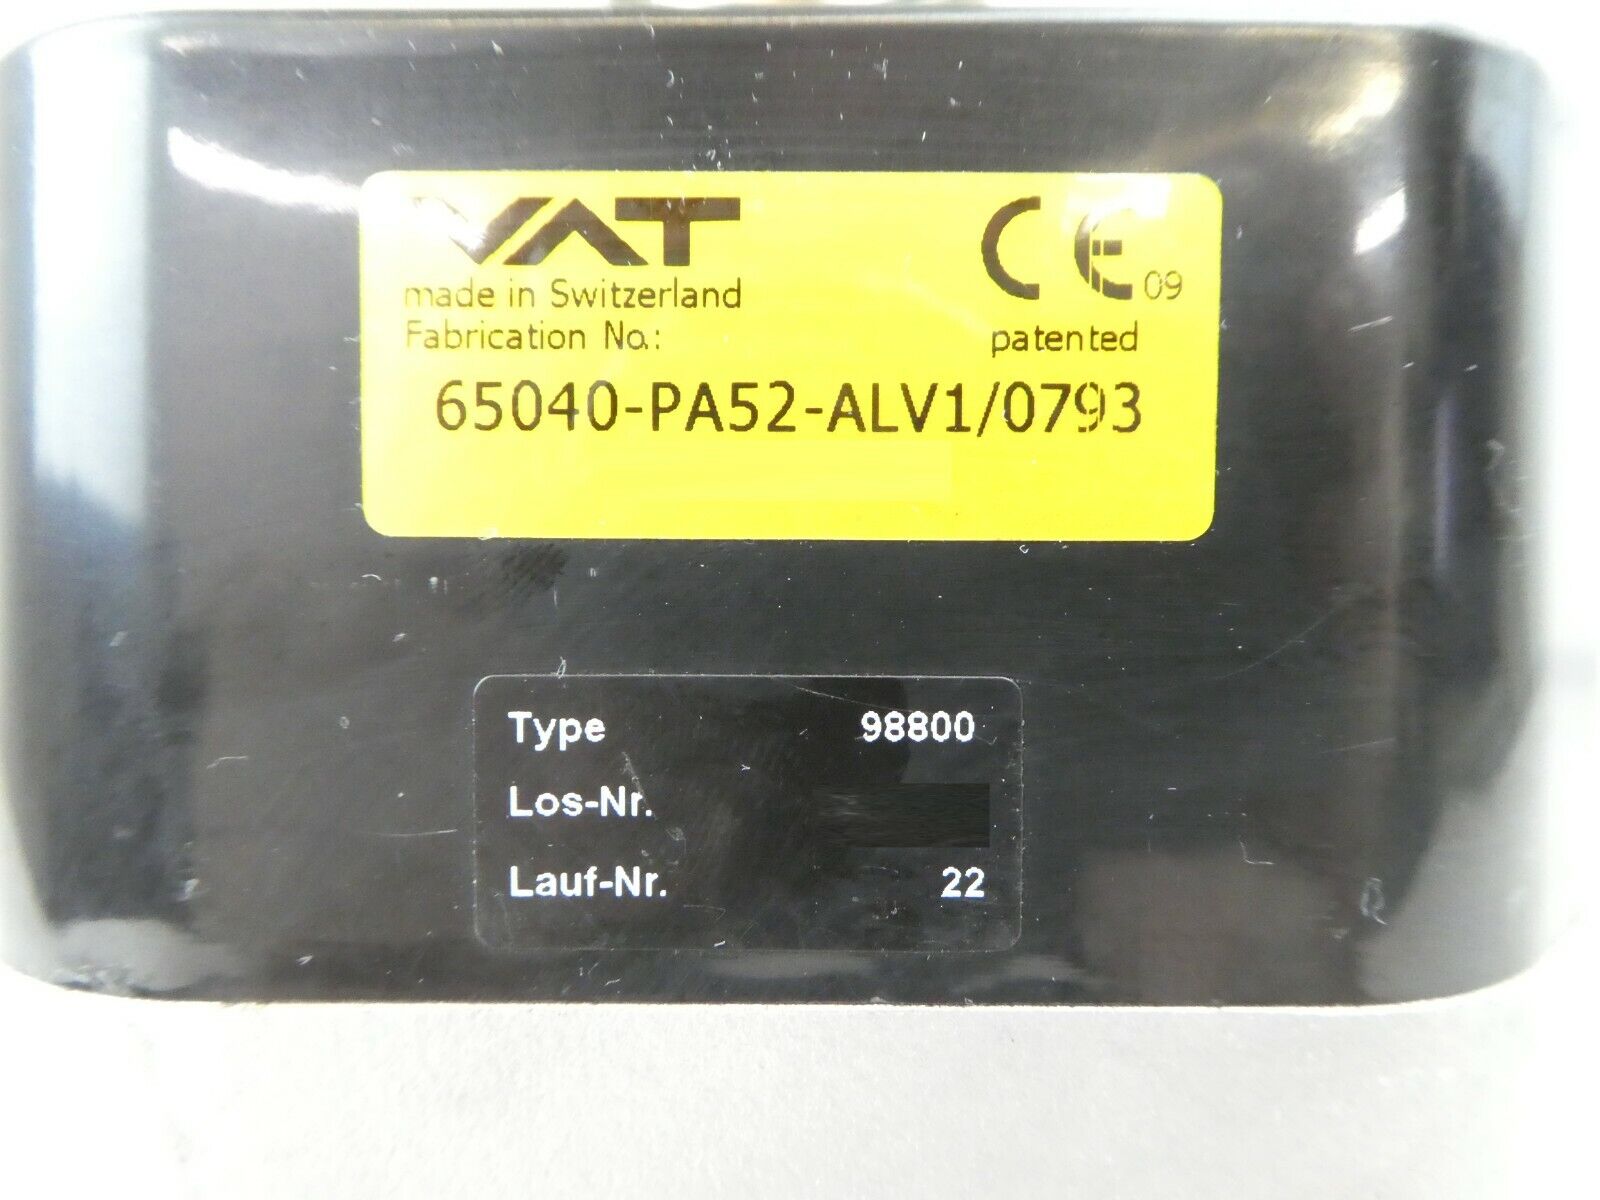 VAT
CE 09
made in Switzerland
Fabrication No.:
patented
65040-PA52-ALV1/0793
Type 98800
Los-Nr.
Lauf-Nr. 22